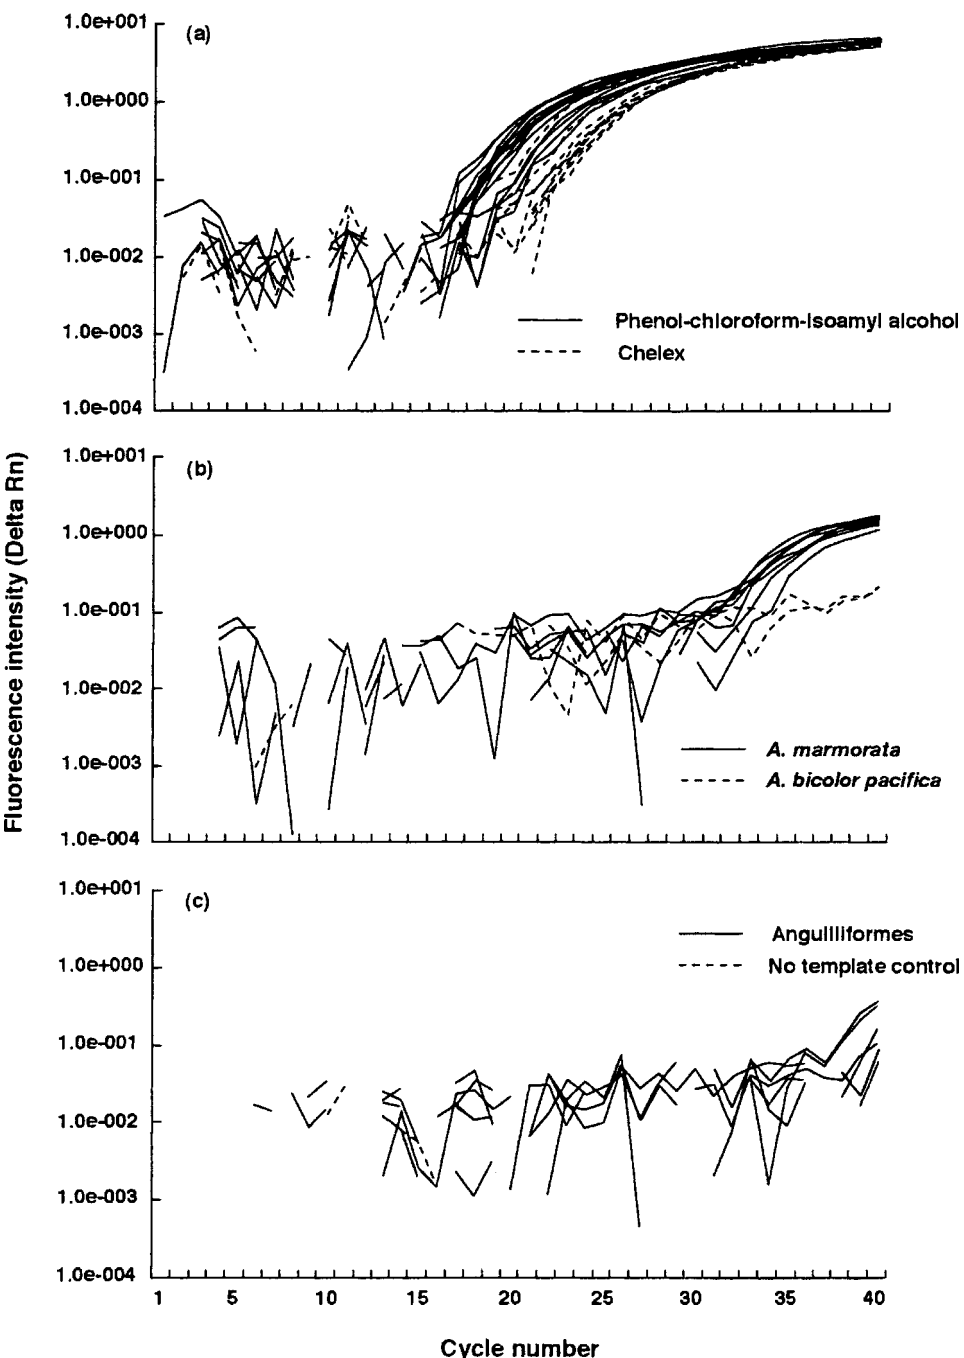 1.0e+001
(a)
1.0e+000
1.0e-001
1.0e-002
1.0e-003
1.0e-004
Phenol-chloroform-isoamyl alcohol
Chelex
Fluorescence intensity (Delta Rn)
1.0e+001
(b)
1.0e+000
1.0e-001
1.0e-002
1.0e-003
1.0e-004
A. marmorata
A. bicolor pacifica
1.0e+001
(c)
1.0e+000
1.0e-001
1.0e-002
1.0e-003
1.0e-004
Anguilliformes
No template control
1 5 10 15 20 25 30 35 40
Cycle number